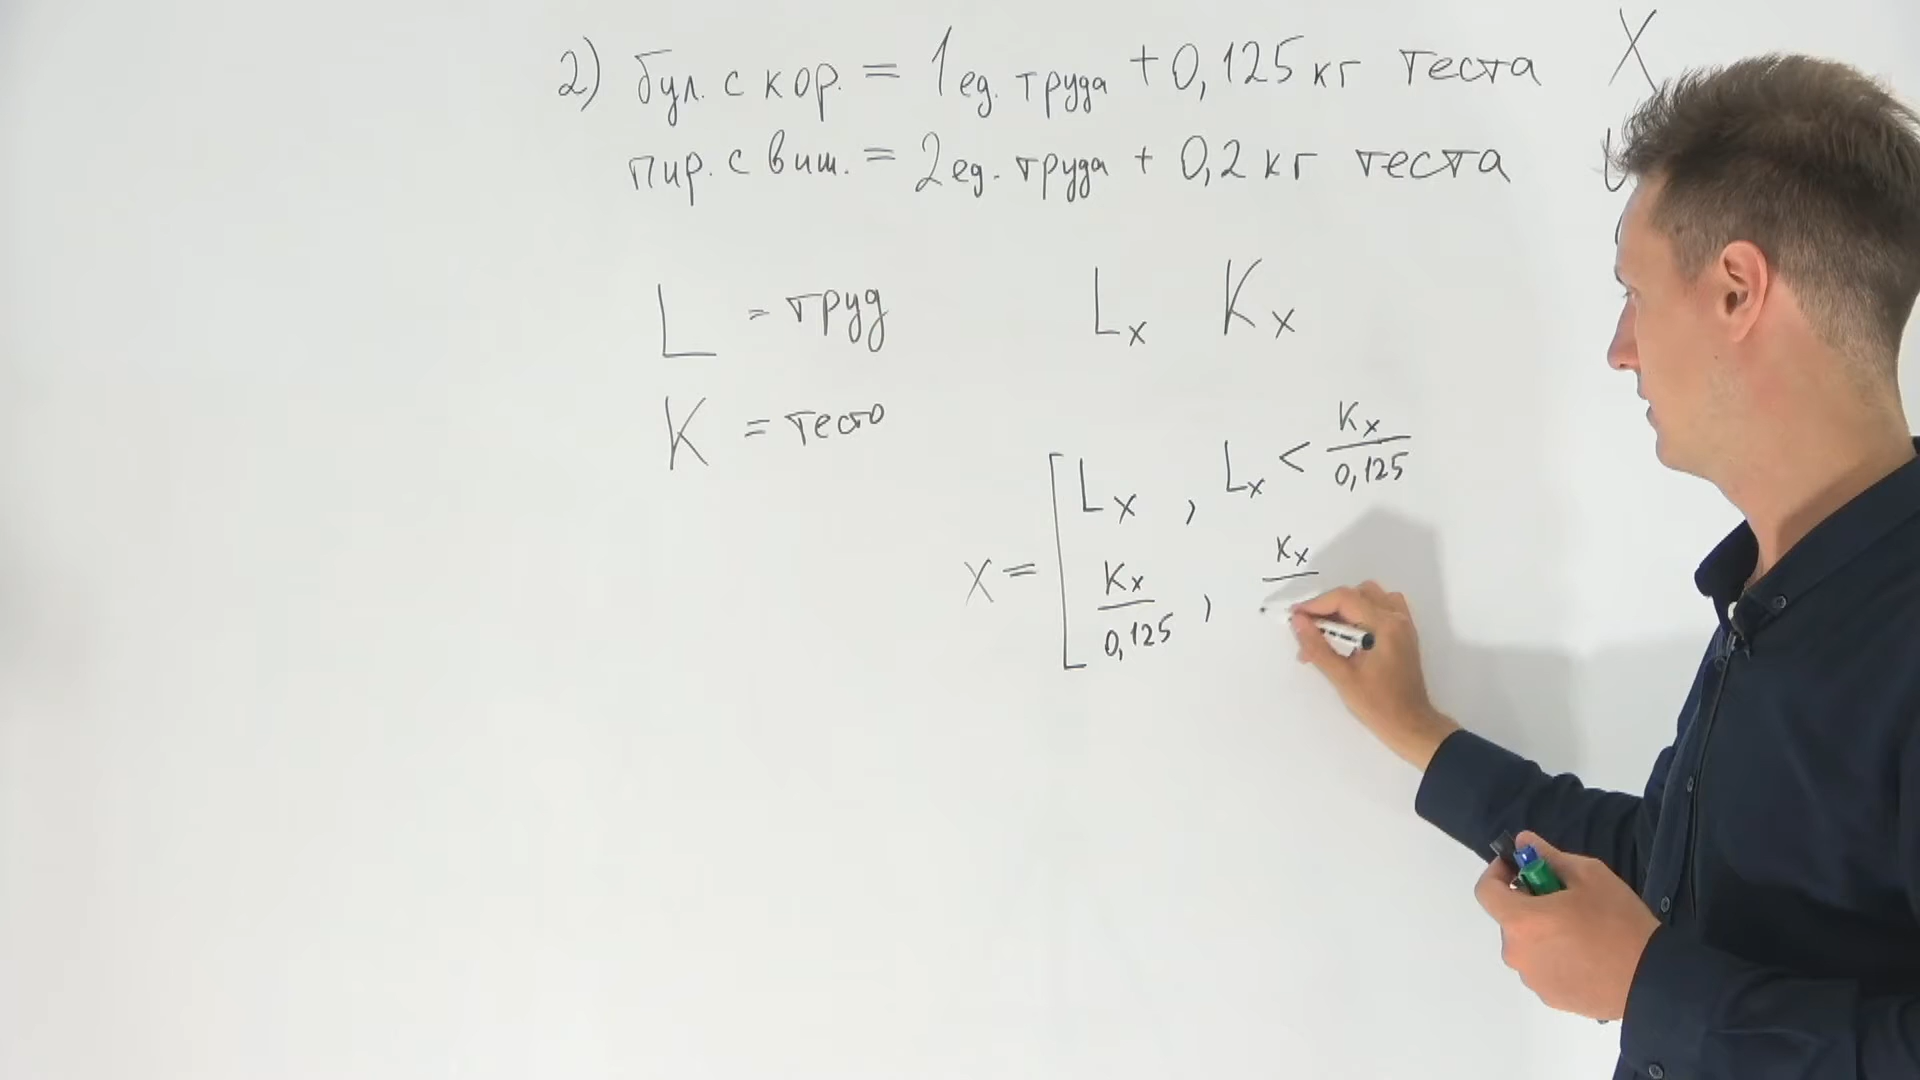 2) бул. с кор. = 1 ед. труда + 0,125 кг теста X
пир. с виш. = 2 ед. труда + 0,2 кг теста
L = труд
Lx Kx
K = тесто
X = [ Lx , Lx < Kx / 0,125
Kx / 0,125 , Kx /